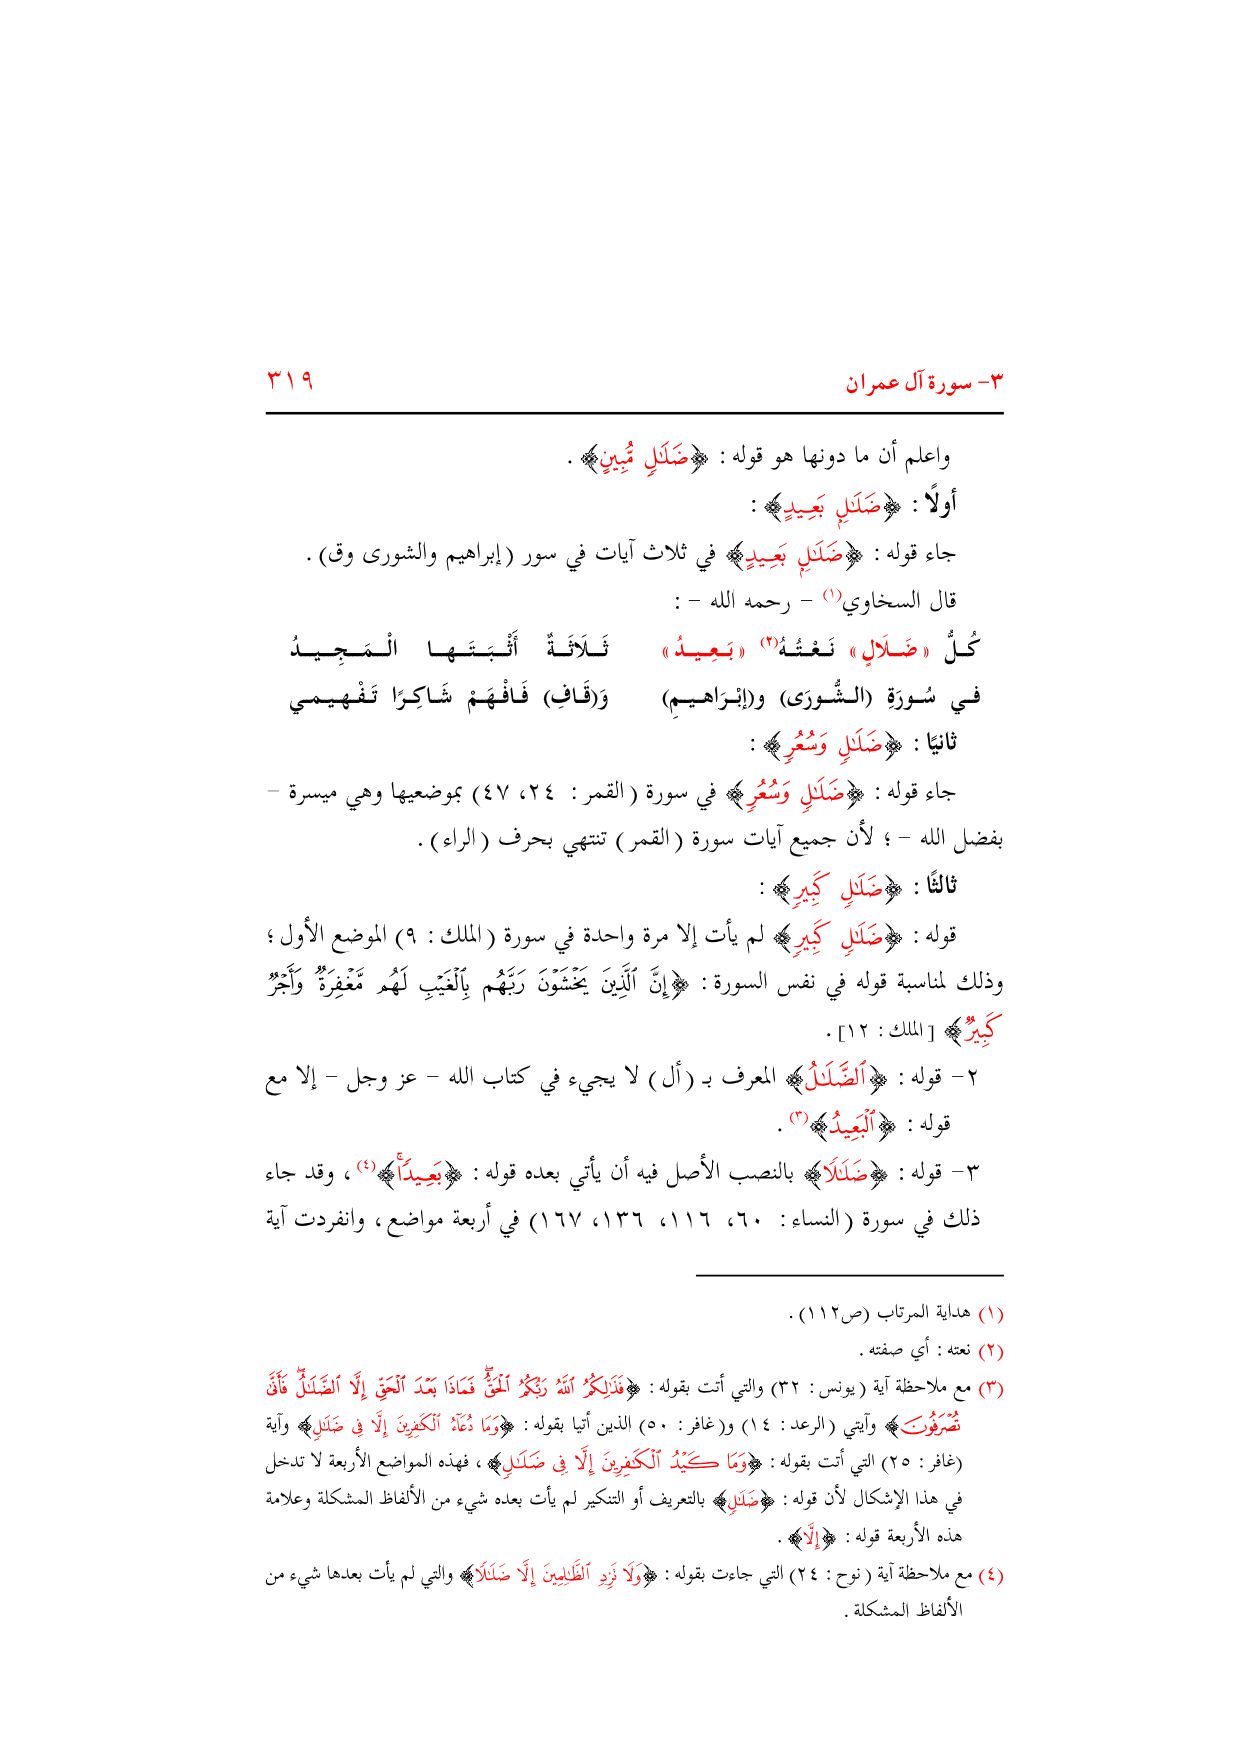 ٣- سورة آل عمران ٣١٩
واعلم أن ما دونها هو قوله : ﴿ضَلَٰلٖ مُّبِينٍ﴾ .
أولًا : ﴿ضَلَٰلِۭ بَعِيدٍ﴾ :
جاء قوله : ﴿ضَلَٰلِۭ بَعِيدٍ﴾ في ثلاث آيات في سور (إبراهيم والشورى وق) .
قال السخاوي(١) – رحمه الله – :
كُلُّ «ضَلَالٍ» نَعْتُهُ(٢) «بَعِيدُ» ثَلَاثَةٌ أَثْبَتَهَا الْمَجِيدُ
في سُورَةِ (الشُّورَى) و(إبْرَاهِيمِ) وَ(قَافِ) فَافْهَمْ شَاكِرًا تَفْهِيمي
ثانيًا : ﴿ضَلَٰلٖ وَسُعُرٖ﴾ :
جاء قوله : ﴿ضَلَٰلٖ وَسُعُرٖ﴾ في سورة (القمر : ٢٤، ٤٧) بموضعيها وهي ميسرة –
بفضل الله – ؛ لأن جميع آيات سورة (القمر) تنتهي بحرف (الراء) .
ثالثًا : ﴿ضَلَٰلٖ كَبِيرٖ﴾ :
قوله : ﴿ضَلَٰلٖ كَبِيرٖ﴾ لم يأت إلا مرة واحدة في سورة (الملك : ٩) الموضع الأول ؛
وذلك لمناسبة قوله في نفس السورة : ﴿إِنَّ ٱلَّذِينَ يَخۡشَوۡنَ رَبَّهُم بِٱلۡغَيۡبِ لَهُم مَّغۡفِرَةٞ وَأَجۡرٞ
كَبِيرٞ﴾ [الملك : ١٢] .
٢- قوله : ﴿ٱلضَّلَٰلُ﴾ المعرف بـ (أل) لا يجيء في كتاب الله – عز وجل – إلا مع
قوله : ﴿ٱلۡبَعِيدُ﴾(٣) .
٣- قوله : ﴿ضَلَٰلَۢا﴾ بالنصب الأصل فيه أن يأتي بعده قوله : ﴿بَعِيدًاۚ﴾(٤) ، وقد جاء
ذلك في سورة (النساء : ٦٠، ١١٦، ١٣٦، ١٦٧) في أربعة مواضع، وانفردت آية
(١) هداية المرتاب (ص١١٢) .
(٢) نعته : أي صفته .
(٣) مع ملاحظة آية (يونس : ٣٢) والتي أتت بقوله : ﴿فَذَٰلِكُمُ ٱللَّهُ رَبُّكُمُ ٱلۡحَقُّۖ فَمَاذَا بَعۡدَ ٱلۡحَقِّ إِلَّا ٱلضَّلَٰلُۖ فَأَنَّىٰ
تُصۡرَفُونَ﴾ وآيتي (الرعد : ١٤) و(غافر : ٥٠) الذين أتيا بقوله : ﴿وَمَا دُعَآءُ ٱلۡكَٰفِرِينَ إِلَّا فِي ضَلَٰلٖ﴾ وآية
(غافر : ٢٥) التي أتت بقوله : ﴿وَمَا كَيۡدُ ٱلۡكَٰفِرِينَ إِلَّا فِي ضَلَٰلٖ﴾ ، فهذه المواضع الأربعة لا تدخل
في هذا الإشكال لأن قوله : ﴿ضَلَٰلٖ﴾ بالتعريف أو التنكير لم يأت بعده شيء من الألفاظ المشكلة وعلامة
هذه الأربعة قوله : ﴿إِلَّا﴾ .
(٤) مع ملاحظة آية (نوح : ٢٤) التي جاءت بقوله : ﴿وَلَا تَزِدِ ٱلظَّٰلِمِينَ إِلَّا ضَلَٰلٗا﴾ والتي لم يأت بعدها شيء من
الألفاظ المشكلة .